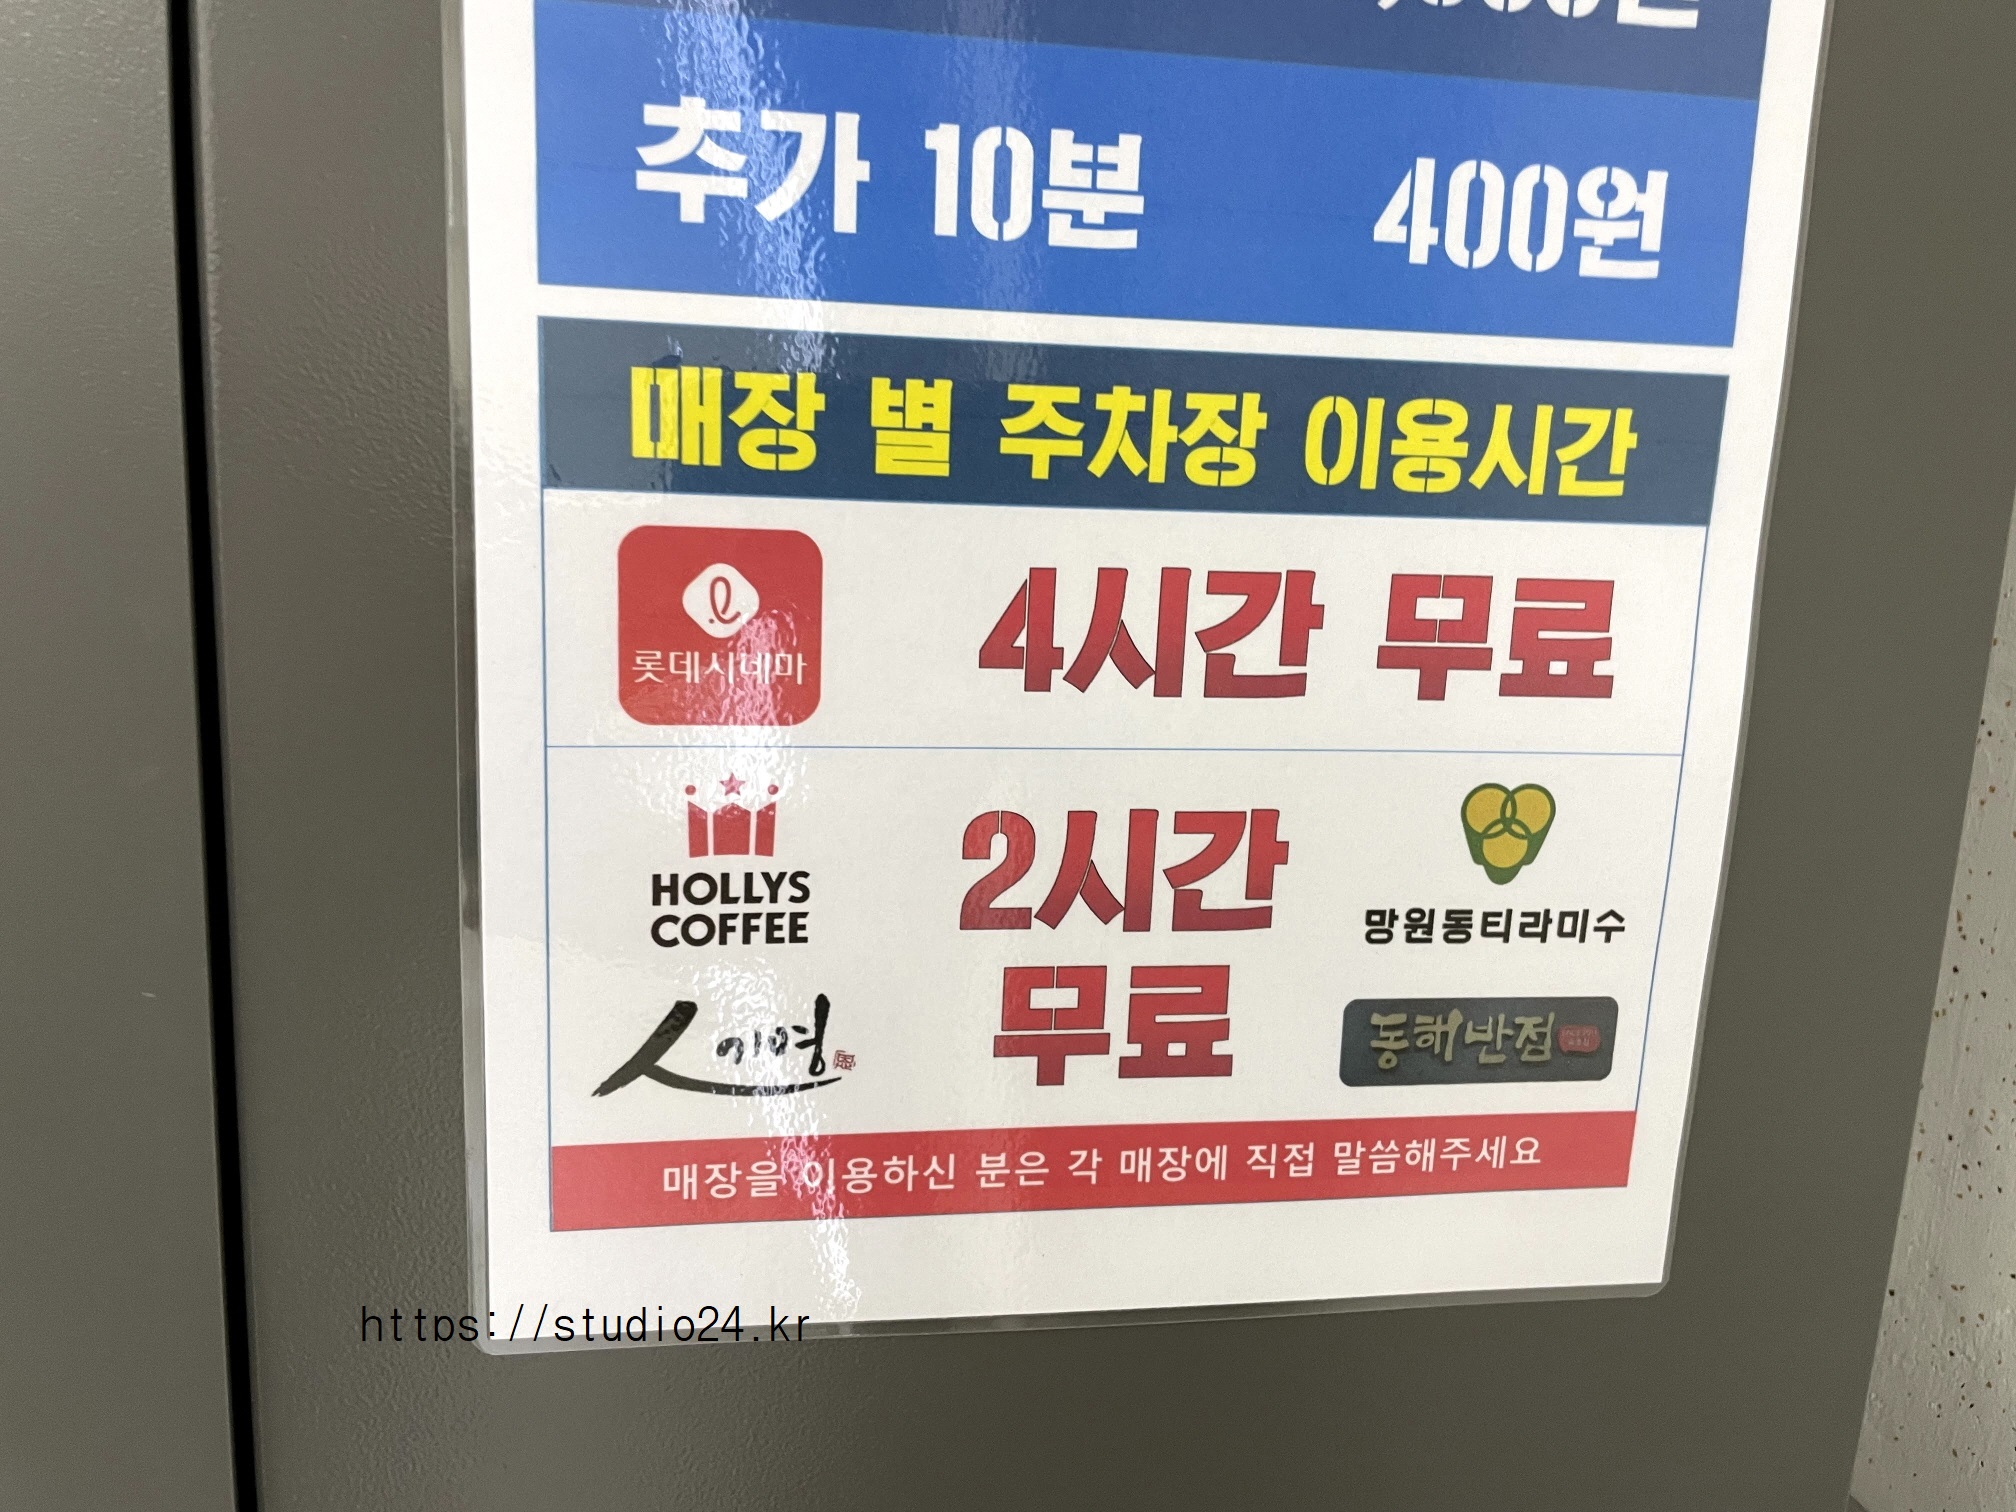 추가 10분 400원
매장 별 주차장 이용시간
롯데시네마
4시간 무료
HOLLYS
COFFEE
2시간
무료
망원동티라미수
인기명
동해반점
매장을 이용하신 분은 각 매장에 직접 말씀해주세요
https://studio24.kr